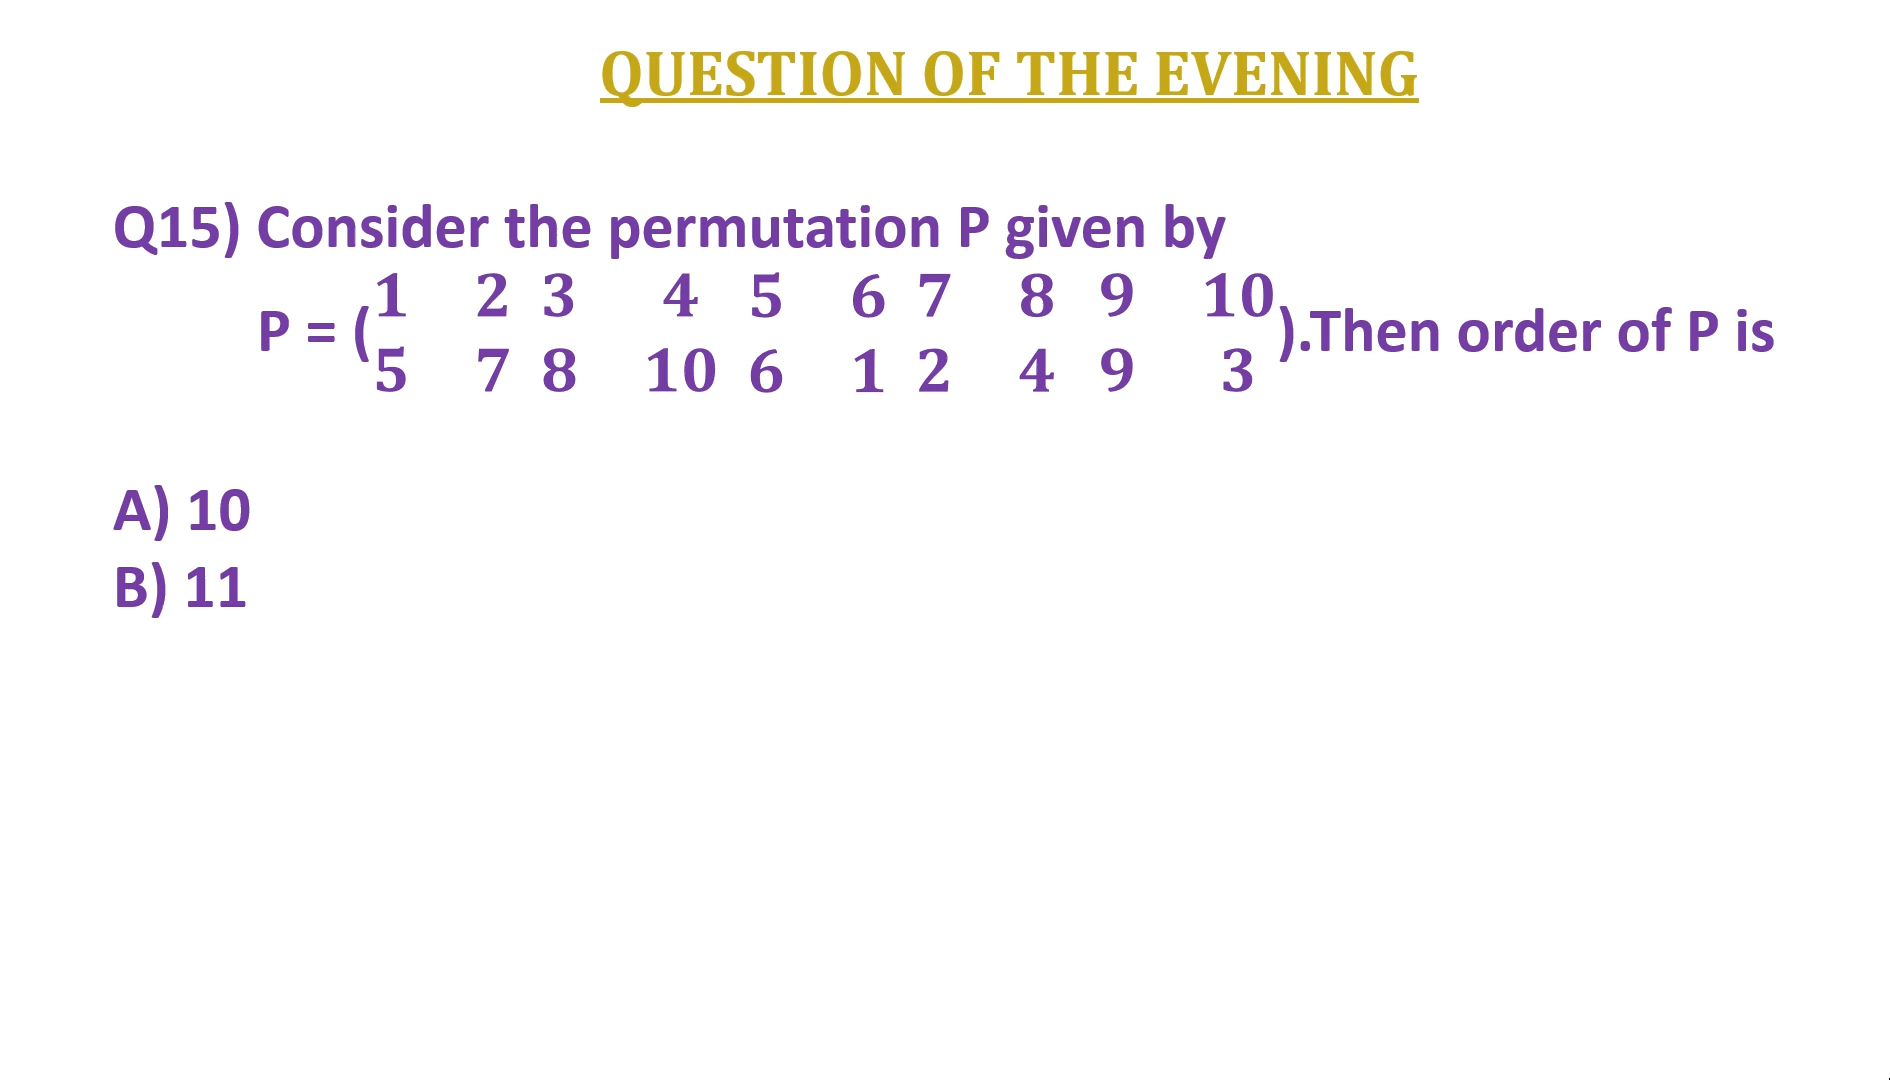 QUESTION OF THE EVENING
Q15) Consider the permutation P given by
1 2 3 4 5 6 7 8 9 10
P = ( ).Then order of P is
5 7 8 10 6 1 2 4 9 3
A) 10
B) 11